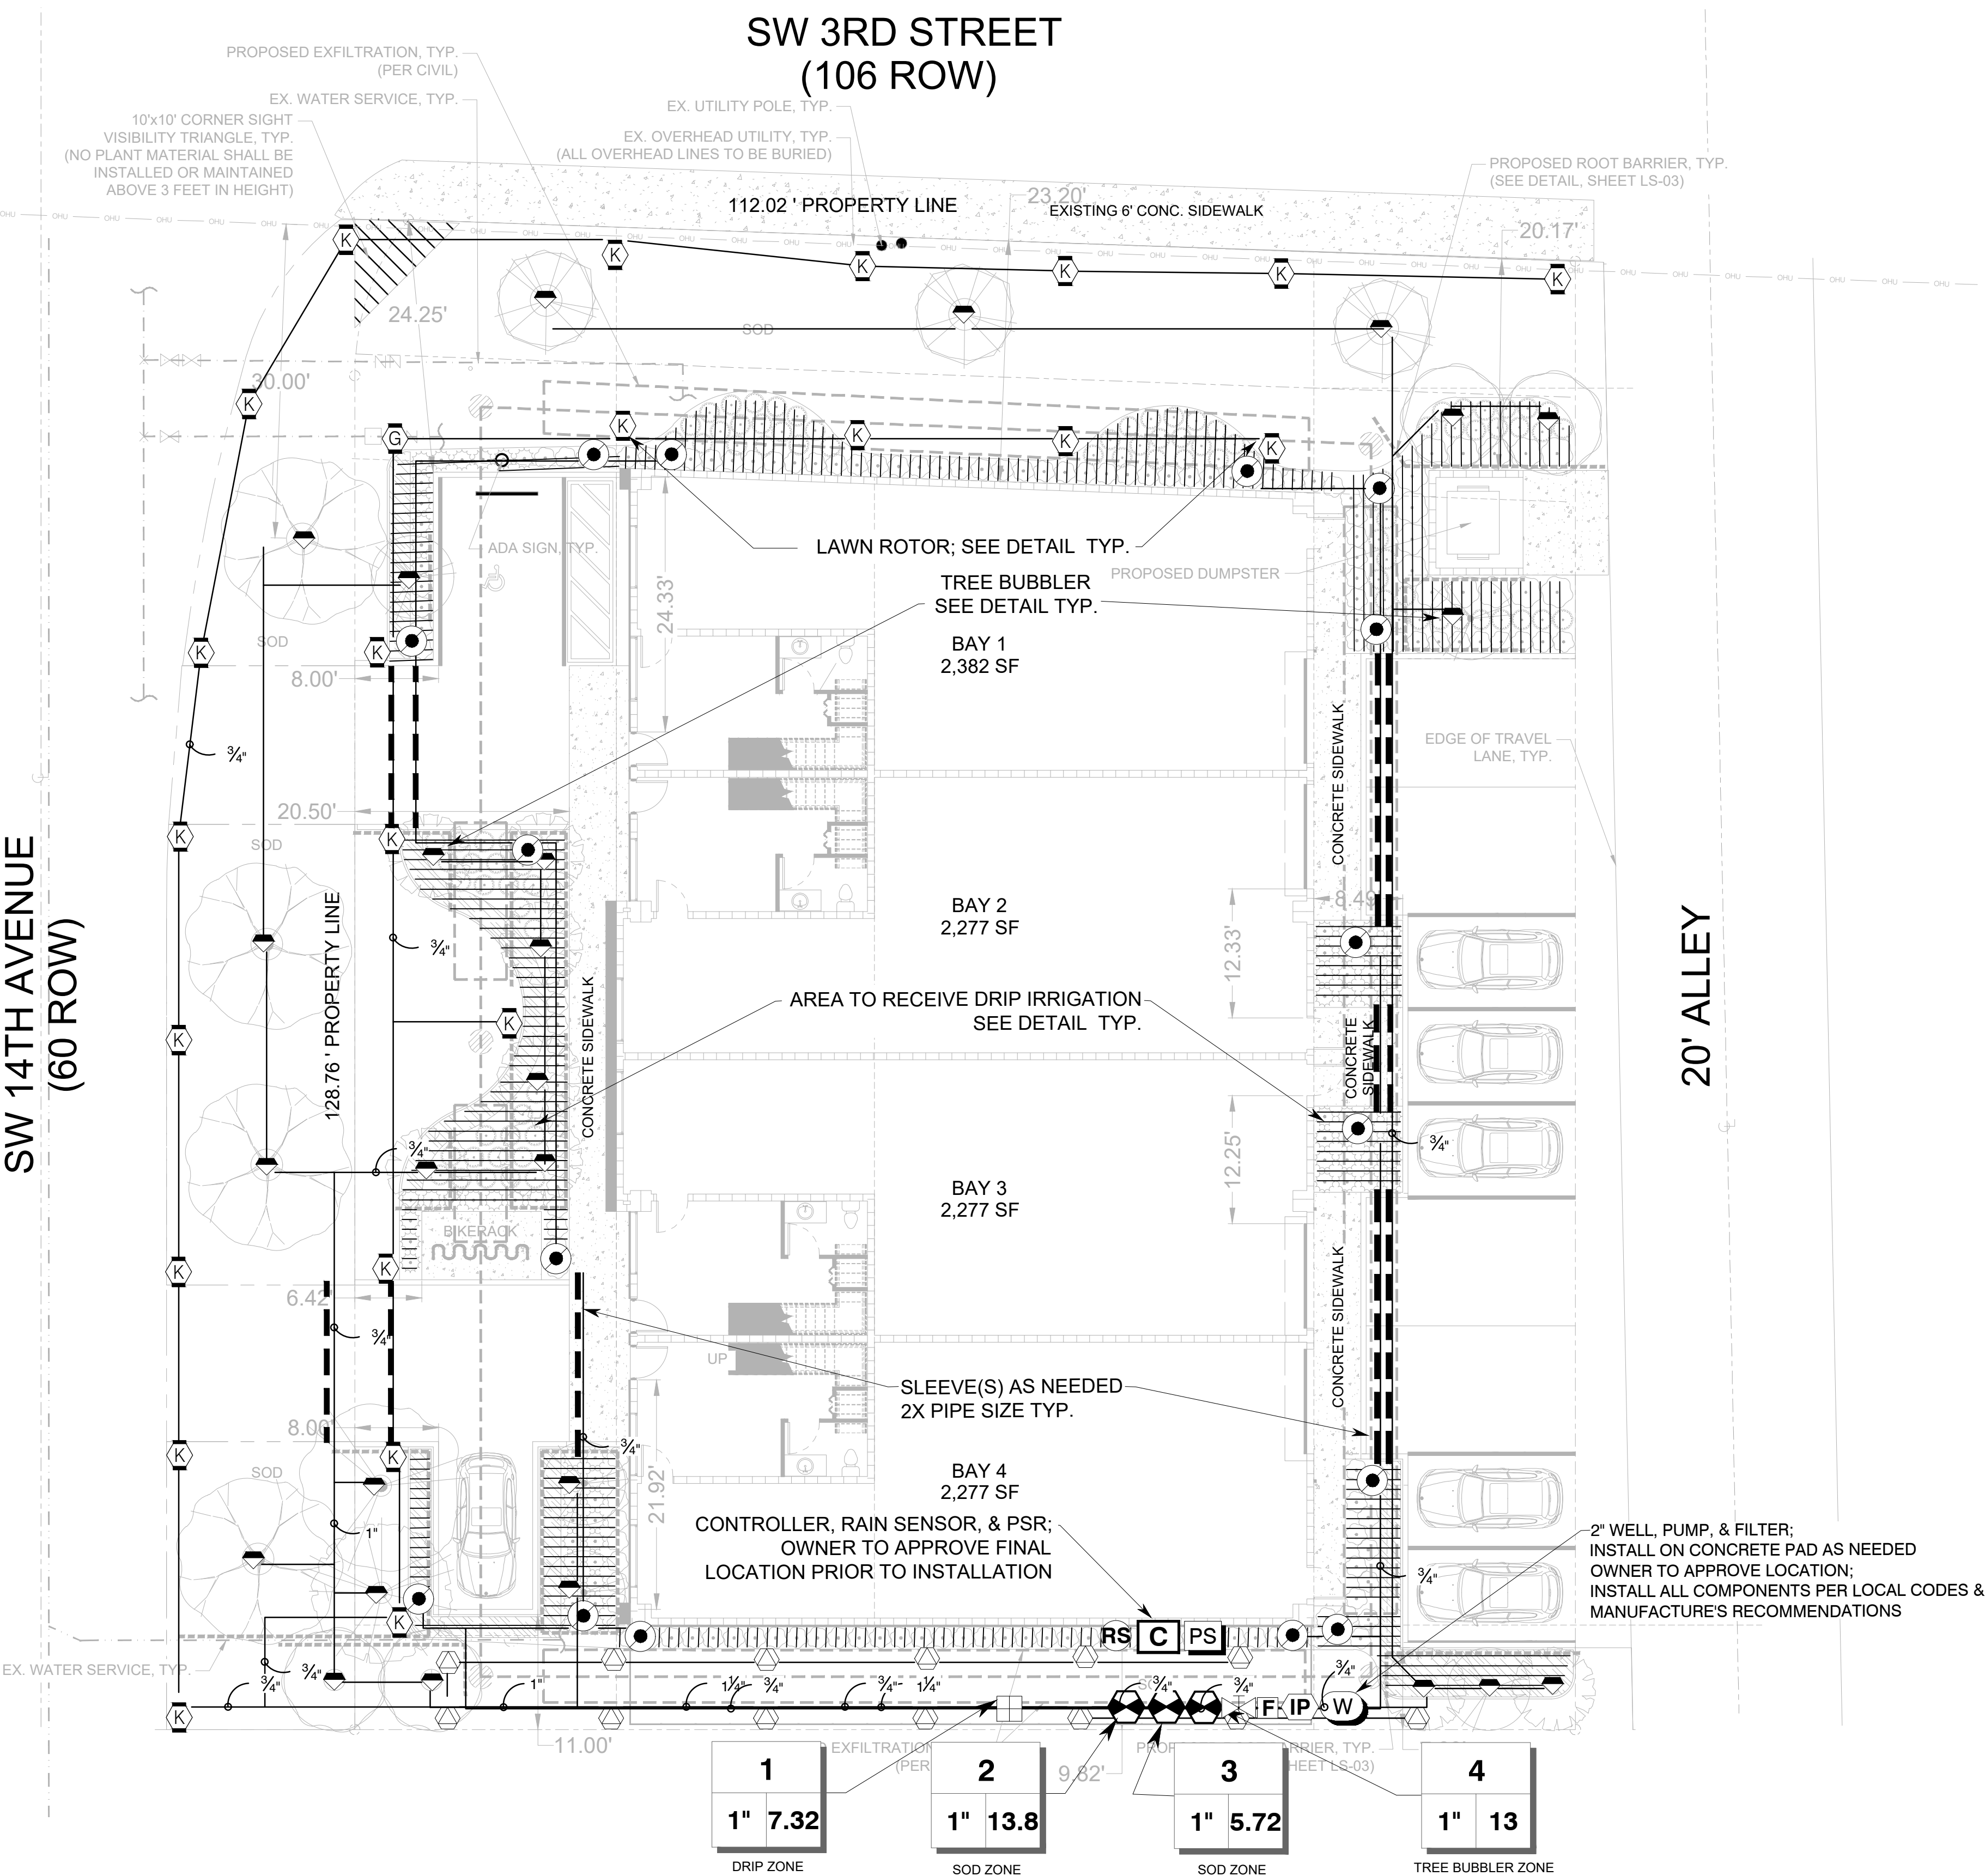 SW 3RD STREET
(106 ROW)
PROPOSED EXFILTRATION, TYP.
(PER CIVIL)
EX. WATER SERVICE, TYP.
10'x10' CORNER SIGHT
VISIBILITY TRIANGLE, TYP.
(NO PLANT MATERIAL SHALL BE
INSTALLED OR MAINTAINED
ABOVE 3 FEET IN HEIGHT)
EX. UTILITY POLE, TYP.
EX. OVERHEAD UTILITY, TYP.
(ALL OVERHEAD LINES TO BE BURIED)
PROPOSED ROOT BARRIER, TYP.
(SEE DETAIL, SHEET LS-03)
112.02 ' PROPERTY LINE
23.20'
EXISTING 6' CONC. SIDEWALK
20.17'
OHU
K
K
K
K
K
K
24.25'
SOD
30.00'
K
G
K
K
K
K
LAWN ROTOR; SEE DETAIL TYP.
ADA SIGN, TYP.
TREE BUBBLER
SEE DETAIL TYP.
PROPOSED DUMPSTER
24.33'
BAY 1
2,382 SF
SOD
K
K
8.00'
3/4"
CONCRETE SIDEWALK
EDGE OF TRAVEL
LANE, TYP.
20.50'
SOD
K
K
SW 14TH AVENUE
(60 ROW)
128.76 ' PROPERTY LINE
3/4"
BAY 2
2,277 SF
8.49'
12.33'
20' ALLEY
AREA TO RECEIVE DRIP IRRIGATION
SEE DETAIL TYP.
K
K
CONCRETE SIDEWALK
CONCRETE
SIDEWALK
3/4"
3/4"
12.25'
BAY 3
2,277 SF
BIKERACK
K
K
6.42'
3/4"
CONCRETE SIDEWALK
UP
SLEEVE(S) AS NEEDED
2X PIPE SIZE TYP.
8.00'
3/4"
K
K
SOD
21.92'
BAY 4
2,277 SF
1"
CONTROLLER, RAIN SENSOR, & PSR;
OWNER TO APPROVE FINAL
LOCATION PRIOR TO INSTALLATION
2" WELL, PUMP, & FILTER;
INSTALL ON CONCRETE PAD AS NEEDED
OWNER TO APPROVE LOCATION;
INSTALL ALL COMPONENTS PER LOCAL CODES &
MANUFACTURE'S RECOMMENDATIONS
3/4"
K
RS
C
PS
EX. WATER SERVICE, TYP.
3/4"
3/4"
1"
1 1/4"
3/4"
3/4"
1 1/4"
3/4"
3/4"
3/4"
K
F
IP
W
11.00'
EXFILTRATION
(PER
9.82'
ARRIER, TYP.
HEET LS-03)
1
1" 7.32
DRIP ZONE
2
1" 13.8
SOD ZONE
3
1" 5.72
SOD ZONE
4
1" 13
TREE BUBBLER ZONE